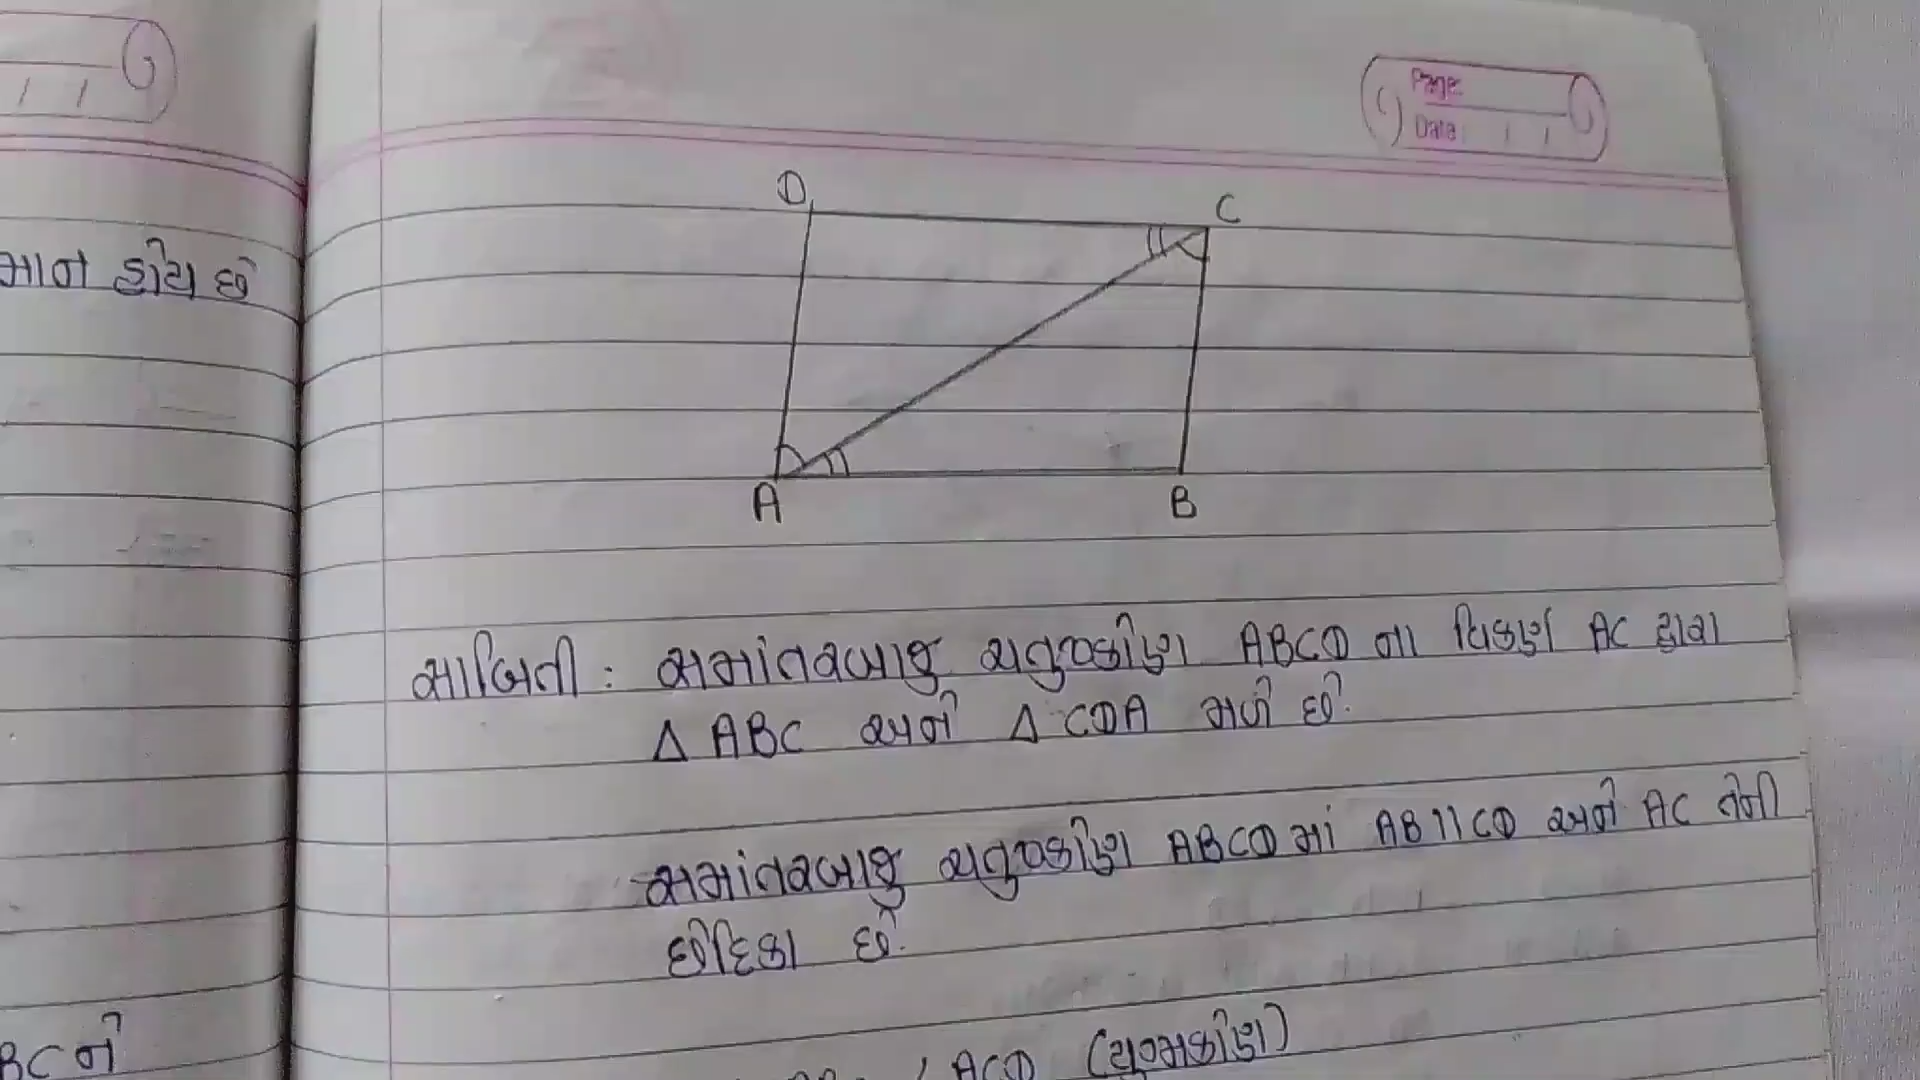 માન હોય છે
Page:
Date:
D
C
A
B
સાબિતી : સમાંતરબાજુ ચતુષ્કોણ ABCD ના વિકર્ણ AC દ્વારા
△ ABC અને △ CDA મળે છે.
સમાંતરબાજુ ચતુષ્કોણ ABCD માં AB || CD અને AC તેની
છેદિકા છે.
BC ને
ACD (યુગ્મકોણ)